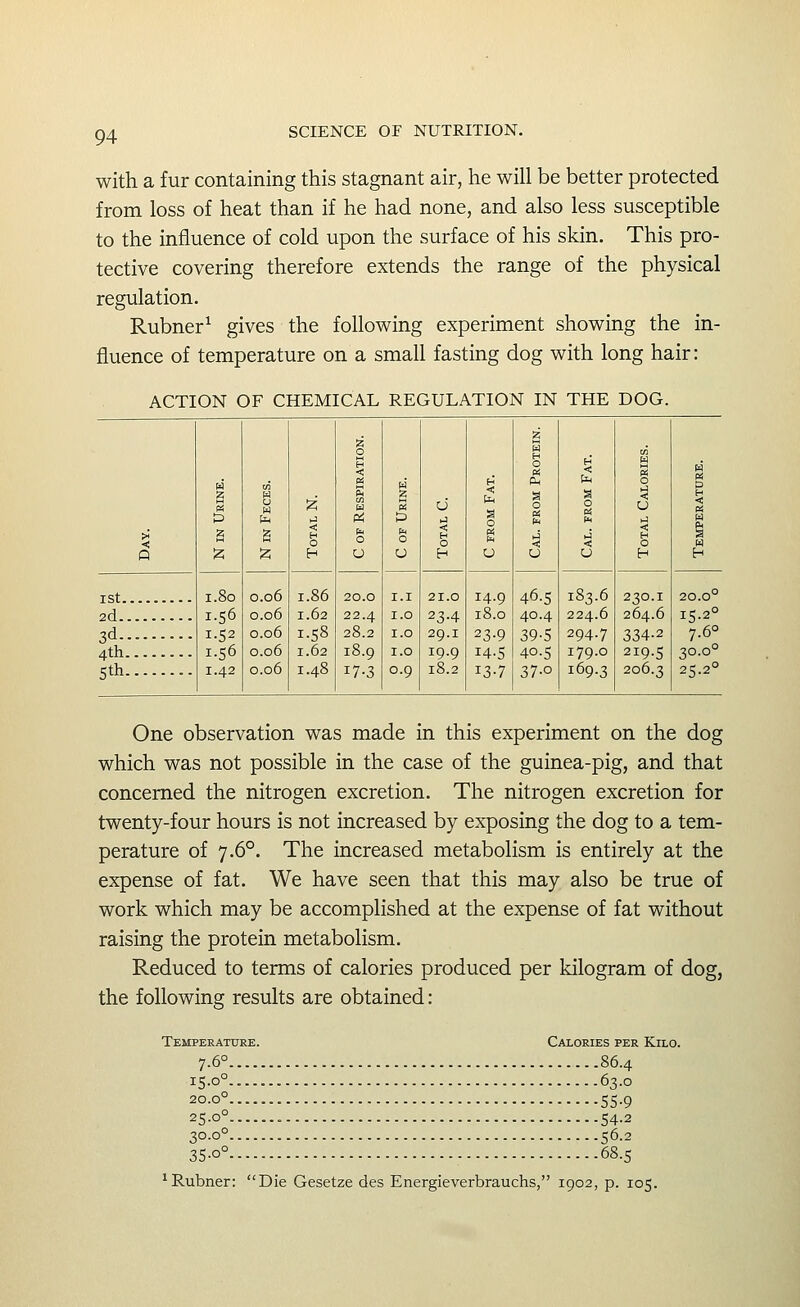 94
SCIENCE OF NUTRITION.
with a fur containing this stagnant air, he will be better protected
from loss of heat than if he had none, and also less susceptible
to the influence of cold upon the surface of his skin. This pro-
tective covering therefore extends the range of the physical
regulation.
Rubner¹ gives the following experiment showing the in-
fluence of temperature on a small fasting dog with long hair:
ACTION OF CHEMICAL REGULATION IN THE DOG.
Day. | N in Urine. | N in Feces. | Total N. | C of Respiration. | C of Urine. | Total C. | C from Fat. | Cal. from Protein. | Cal. from Fat. | Total Calories. | Temperature.
1st......... | 1.80 | 0.06 | 1.86 | 20.0 | 1.1 | 21.0 | 14.9 | 46.5 | 183.6 | 230.1 | 20.0°
2d.......... | 1.56 | 0.06 | 1.62 | 22.4 | 1.0 | 23.4 | 18.0 | 40.4 | 224.6 | 264.6 | 15.2°
3d.......... | 1.52 | 0.06 | 1.58 | 28.2 | 1.0 | 29.1 | 23.9 | 39.5 | 294.7 | 334.2 | 7.6°
4th......... | 1.56 | 0.06 | 1.62 | 18.9 | 1.0 | 19.9 | 14.5 | 40.5 | 179.0 | 219.5 | 30.0°
5th......... | 1.42 | 0.06 | 1.48 | 17.3 | 0.9 | 18.2 | 13.7 | 37.0 | 169.3 | 206.3 | 25.2°
One observation was made in this experiment on the dog
which was not possible in the case of the guinea-pig, and that
concerned the nitrogen excretion. The nitrogen excretion for
twenty-four hours is not increased by exposing the dog to a tem-
perature of 7.6°. The increased metabolism is entirely at the
expense of fat. We have seen that this may also be true of
work which may be accomplished at the expense of fat without
raising the protein metabolism.
Reduced to terms of calories produced per kilogram of dog,
the following results are obtained:
Temperature. Calories per Kilo.
7.6°..........86.4
15.0°..........63.0
20.0°..........55.9
25.0°..........54.2
30.0°..........56.2
35.0°..........68.5
¹ Rubner: "Die Gesetze des Energieverbrauchs," 1902, p. 105.